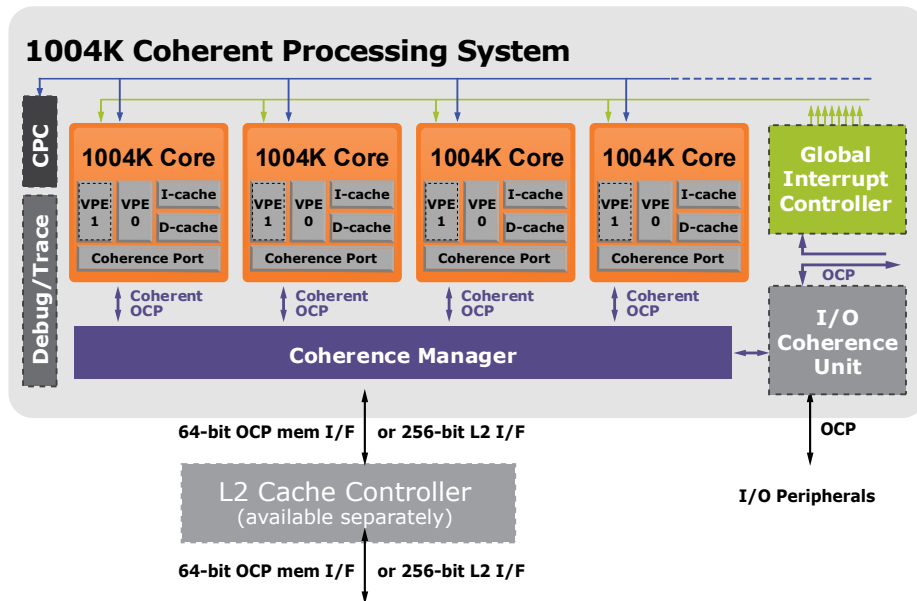 1004K Coherent Processing System
CPC
Debug/Trace
1004K Core
VPE
1
VPE
0
I-cache
D-cache
Coherence Port
1004K Core
VPE
1
VPE
0
I-cache
D-cache
Coherence Port
1004K Core
VPE
1
VPE
0
I-cache
D-cache
Coherence Port
1004K Core
VPE
1
VPE
0
I-cache
D-cache
Coherence Port
Global
Interrupt
Controller
OCP
Coherent
OCP
Coherent
OCP
Coherent
OCP
Coherent
OCP
Coherence Manager
I/O
Coherence
Unit
64-bit OCP mem I/F
or 256-bit L2 I/F
OCP
L2 Cache Controller
(available separately)
I/O Peripherals
64-bit OCP mem I/F
or 256-bit L2 I/F